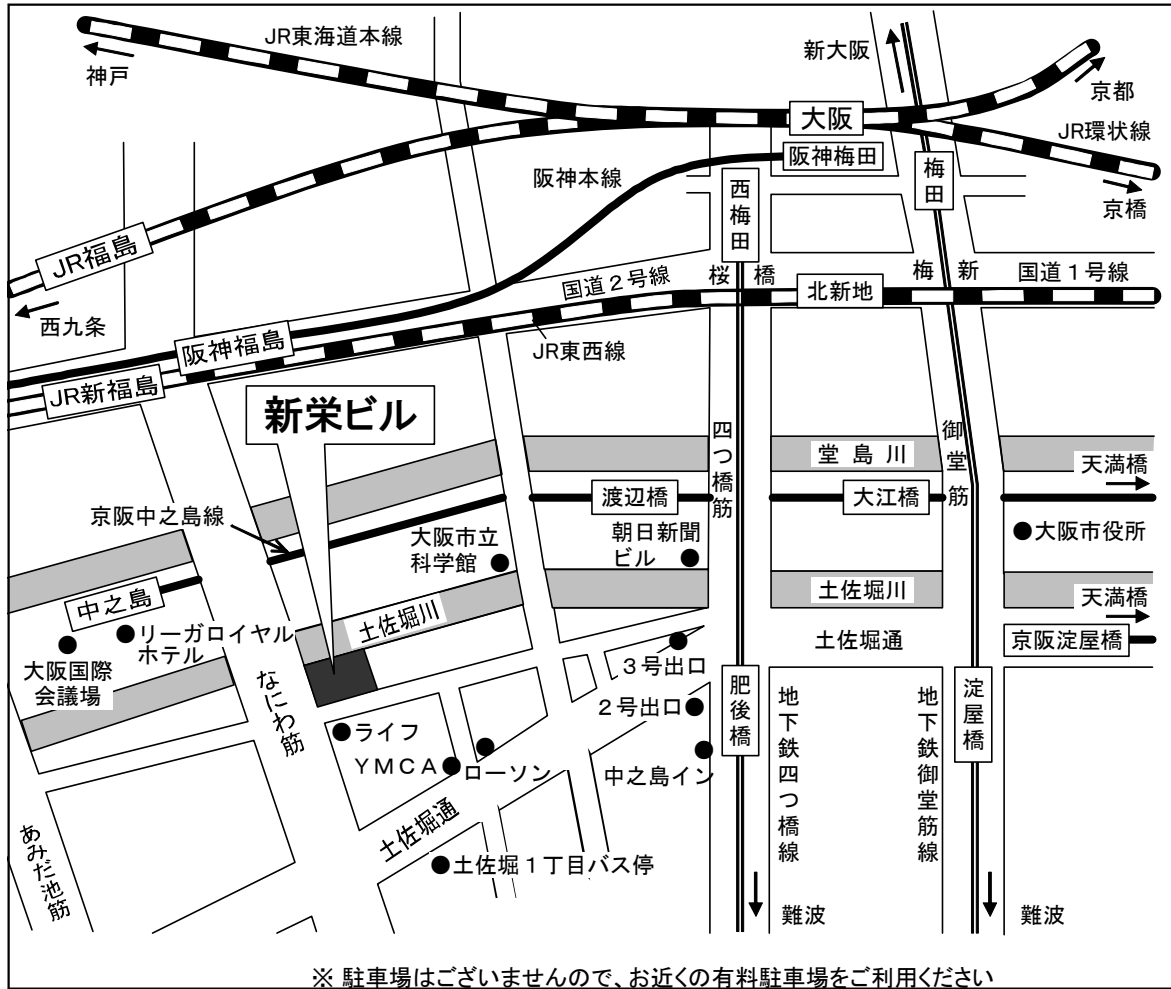 JR東海道本線
神戸
新大阪
京都
大阪
JR環状線
阪神梅田
阪神本線
梅田
西梅田
京橋
JR福島
桜橋
梅新
国道1号線
国道2号線
北新地
西九条
阪神福島
JR東西線
JR新福島
新栄ビル
四つ橋筋
御堂筋
堂島川
天満橋
渡辺橋
大江橋
京阪中之島線
大阪市立
科学館
朝日新聞
ビル
大阪市役所
中之島
土佐堀川
土佐堀川
天満橋
リーガロイヤル
ホテル
土佐堀通
京阪淀屋橋
大阪国際
会議場
3号出口
なにわ筋
肥後橋
淀屋橋
2号出口
ライフ
YMCA
ローソン
中之島イン
地下鉄四つ橋線
地下鉄御堂筋線
土佐堀通
あみだ池筋
土佐堀1丁目バス停
難波
難波
※ 駐車場はございませんので、お近くの有料駐車場をご利用ください